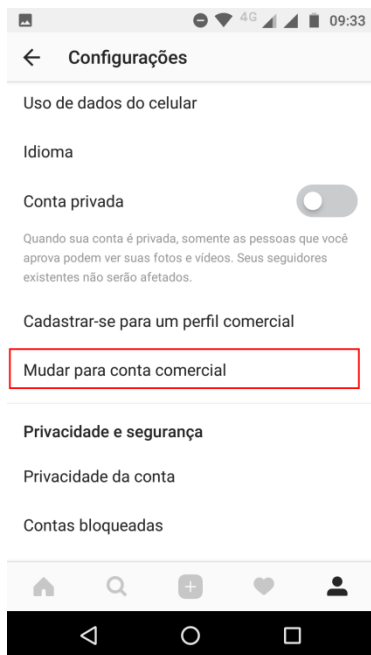 4G 09:33
Configurações
Uso de dados do celular
Idioma
Conta privada
Quando sua conta é privada, somente as pessoas que você
aprova podem ver suas fotos e vídeos. Seus seguidores
existentes não serão afetados.
Cadastrar-se para um perfil comercial
Mudar para conta comercial
Privacidade e segurança
Privacidade da conta
Contas bloqueadas